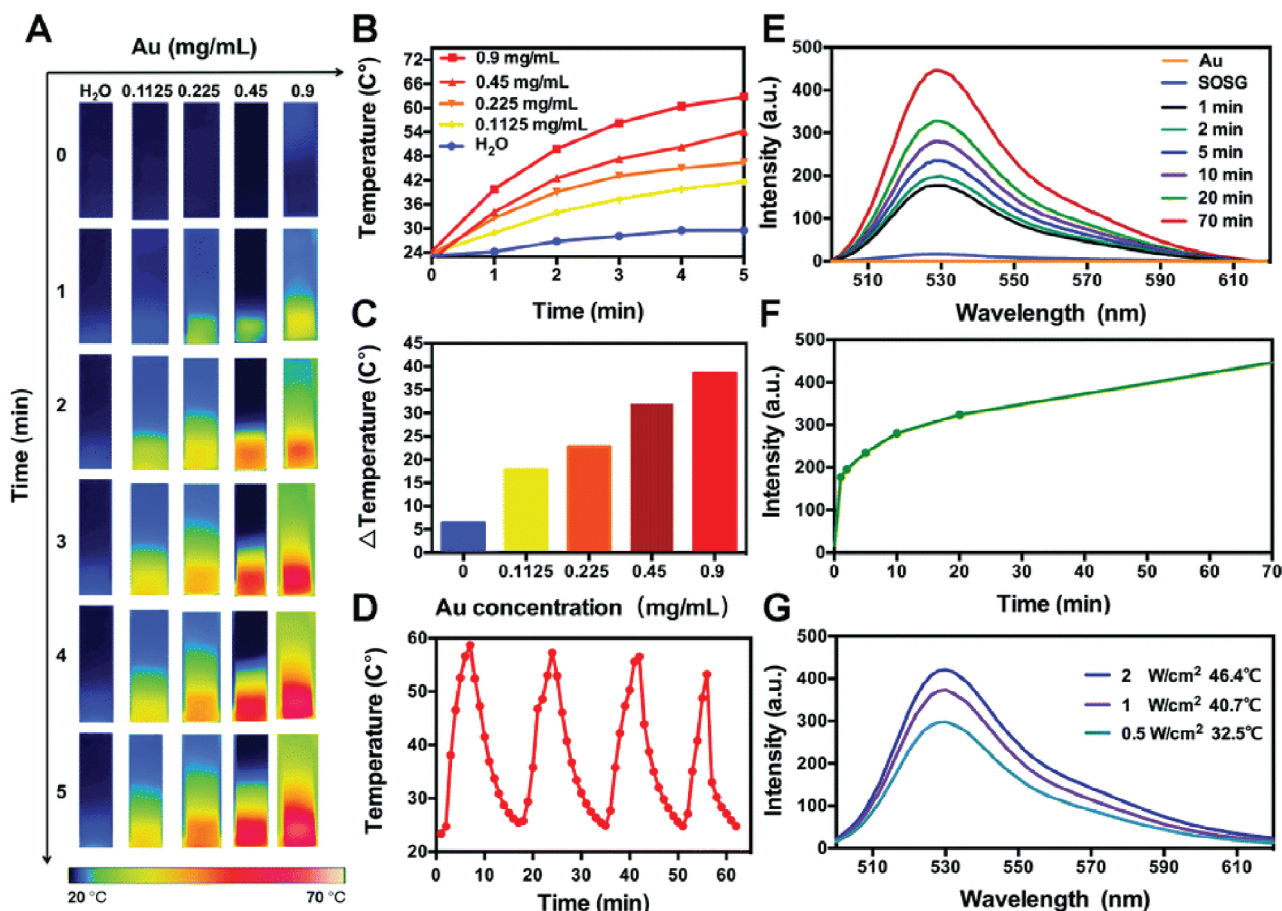 A
Au (mg/mL)
H₂O 0.1125 0.225 0.45 0.9
Time (min)
0
1
2
3
4
5
20 °C 70 °C
B
Temperature (C°)
72
66
60
54
48
42
36
30
24
0.9 mg/mL
0.45 mg/mL
0.225 mg/mL
0.1125 mg/mL
H₂O
0 1 2 3 4 5
Time (min)
C
△ Temperature (C°)
45
40
35
30
25
20
15
10
5
0
0 0.1125 0.225 0.45 0.9
Au concentration (mg/mL)
D
Temperature (C°)
60
50
40
30
20
0 10 20 30 40 50 60
Time (min)
E
Intensity (a.u.)
500
400
300
200
100
0
Au
SOSG
1 min
2 min
5 min
10 min
20 min
70 min
510 530 550 570 590 610
Wavelength (nm)
F
Intensity (a.u.)
500
400
300
200
100
0
0 10 20 30 40 50 60 70
Time (min)
G
Intensity (a.u.)
500
400
300
200
100
0
2 W/cm² 46.4℃
1 W/cm² 40.7℃
0.5 W/cm² 32.5℃
510 530 550 570 590 610
Wavelength (nm)